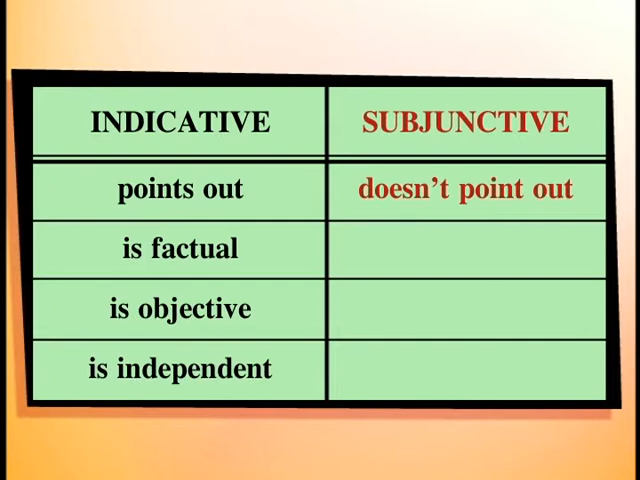 INDICATIVE SUBJUNCTIVE
points out doesn't point out
is factual
is objective
is independent